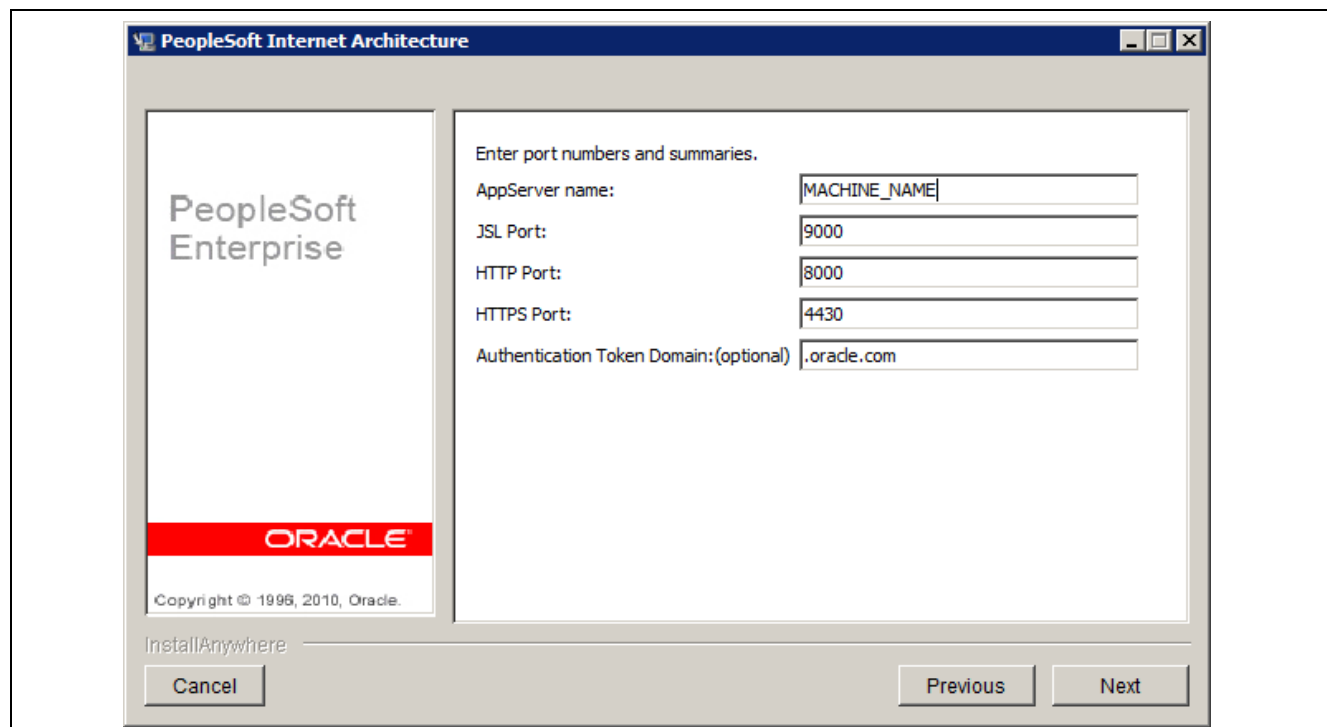 PeopleSoft Internet Architecture
PeopleSoft
Enterprise
ORACLE
Copyright © 1996, 2010, Oracle.
Enter port numbers and summaries.
AppServer name: MACHINE_NAME
JSL Port: 9000
HTTP Port: 8000
HTTPS Port: 4430
Authentication Token Domain:(optional) .oracle.com
InstallAnywhere
Cancel Previous Next